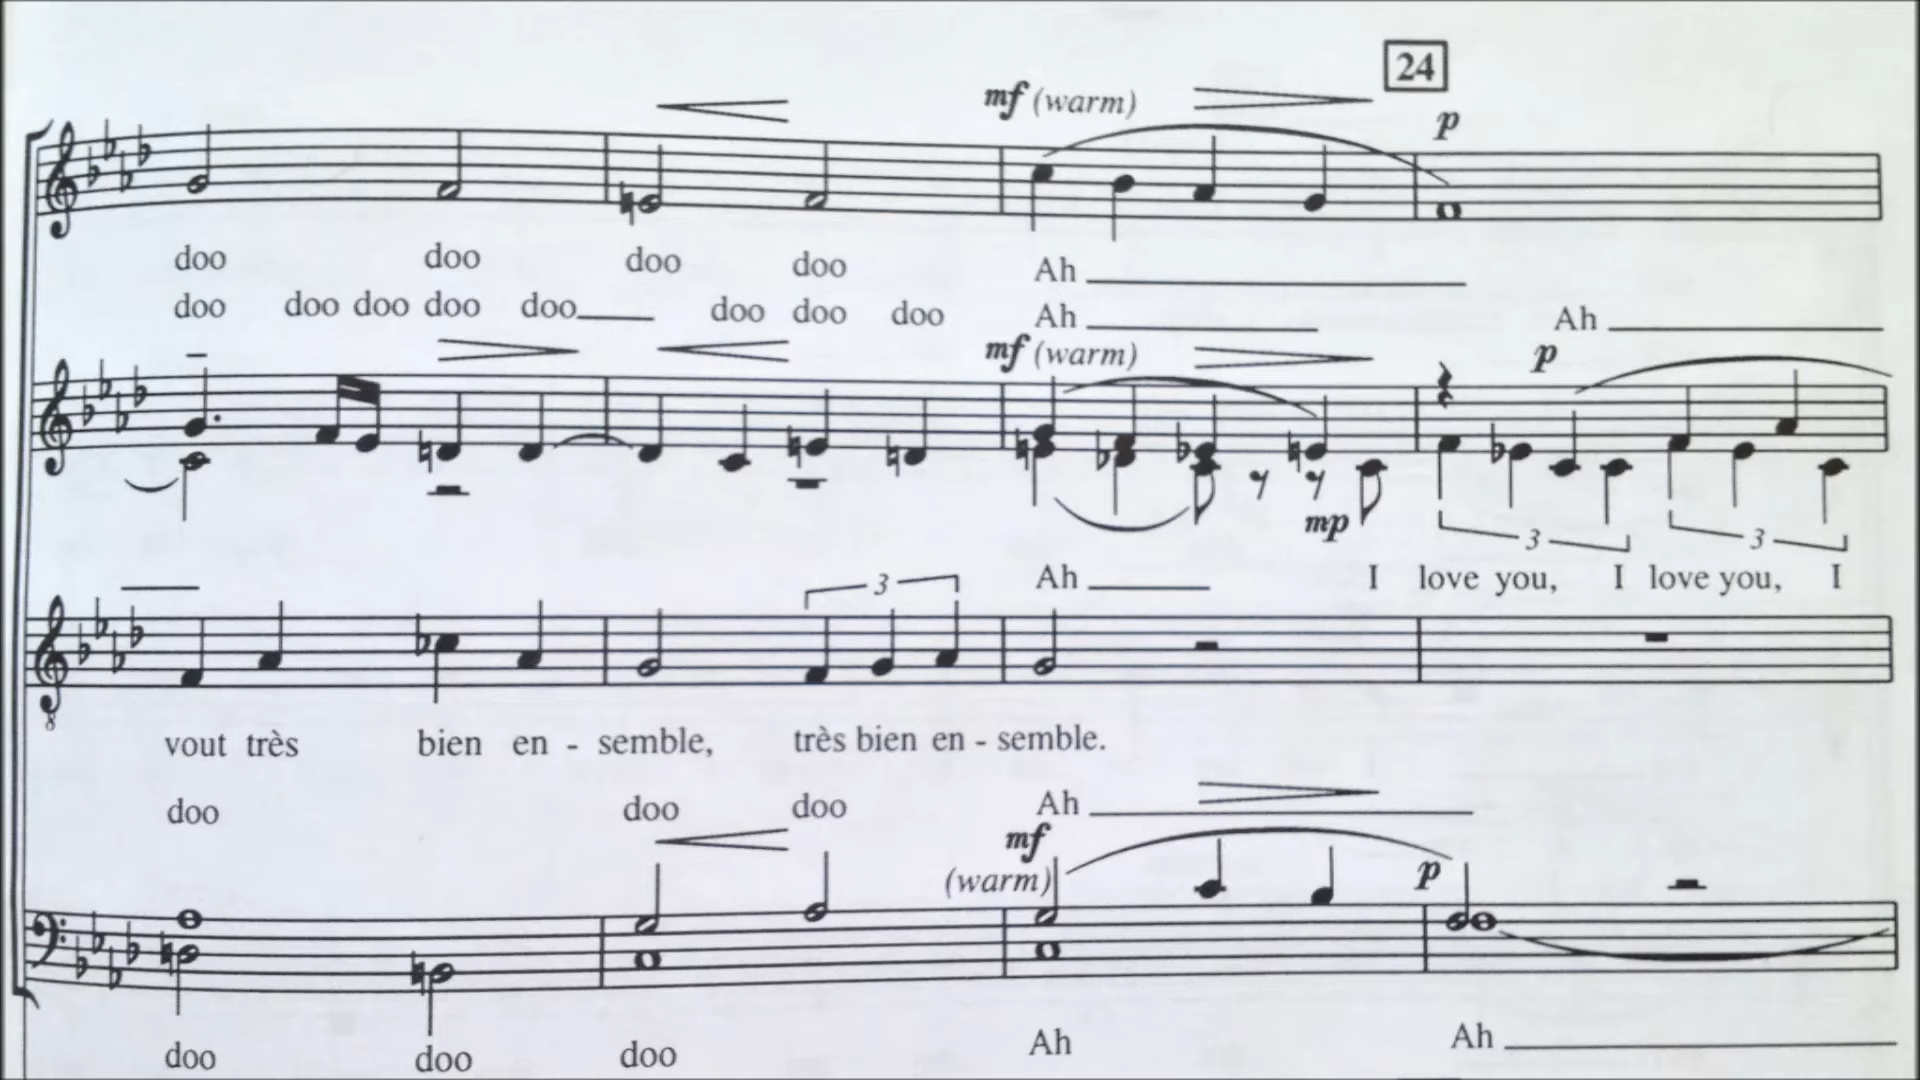 24
mf (warm)
p
doo doo doo doo Ah
doo doo doo doo doo doo doo doo Ah Ah
mf (warm)
p
mp
3 3
Ah I love you, I love you, I
3
8
vout très bien en - semble, très bien en - semble.
doo doo doo Ah
mf
(warm)
p
doo doo doo Ah Ah